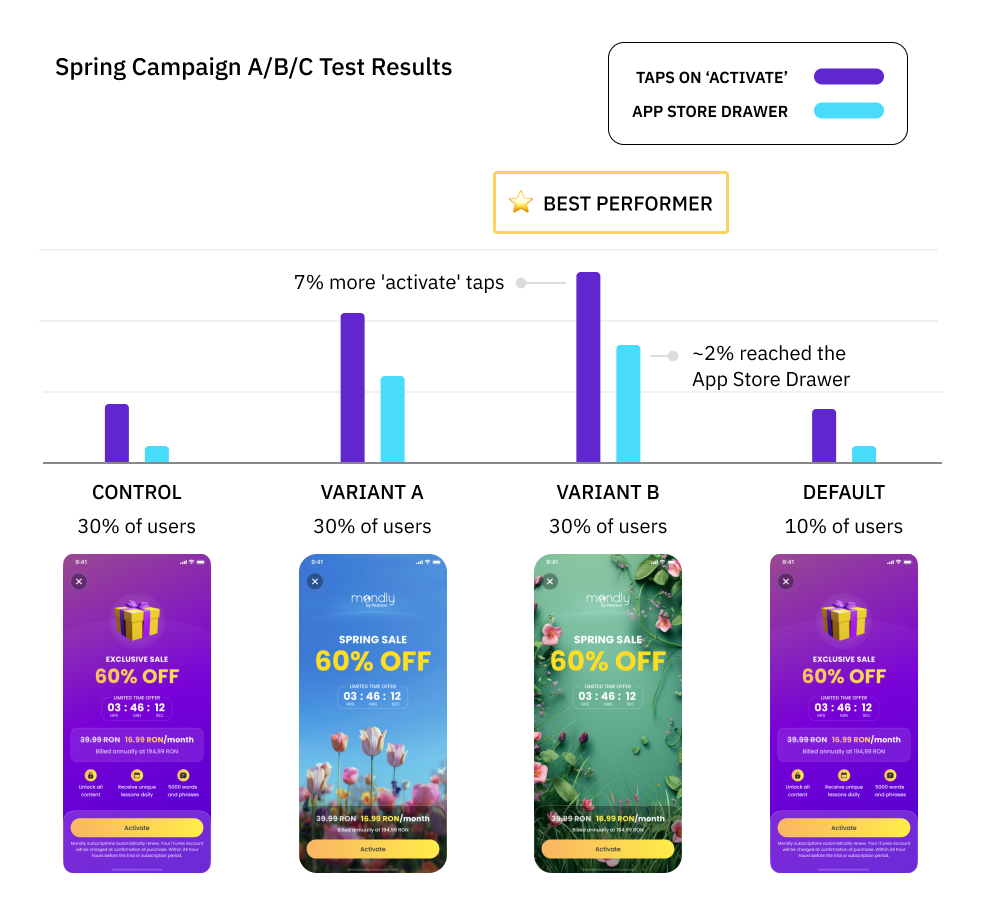 Spring Campaign A/B/C Test Results
TAPS ON ‘ACTIVATE’
APP STORE DRAWER
BEST PERFORMER
7% more 'activate' taps
~2% reached the
App Store Drawer
CONTROL
30% of users
VARIANT A
30% of users
VARIANT B
30% of users
DEFAULT
10% of users
9:41
EXCLUSIVE SALE
60% OFF
LIMITED TIME OFFER
03 : 46 : 12
HRS MIN SEC
39.99 RON 16.99 RON/month
Billed annually at 194,99 RON
Unlock all
content
Receive unique
lessons daily
5000 words
and phrases
Activate
Mondly subscriptions automatically renew. Your iTunes Account
will be charged at confirmation of purchase. Within 24 hour
hours before the trial or subscription period.
9:41
mondly
by Pearson
SPRING SALE
60% OFF
LIMITED TIME OFFER
03 : 46 : 12
HRS MIN SEC
39.99 RON 16.99 RON/month
Billed annually at 194,99 RON
Activate
9:41
mondly
by Pearson
SPRING SALE
60% OFF
LIMITED TIME OFFER
03 : 46 : 12
HRS MIN SEC
39.99 RON 16.99 RON/month
Billed annually at 194,99 RON
Activate
9:41
EXCLUSIVE SALE
60% OFF
LIMITED TIME OFFER
03 : 46 : 12
HRS MIN SEC
39.99 RON 16.99 RON/month
Billed annually at 194,99 RON
Unlock all
content
Receive unique
lessons daily
5000 words
and phrases
Activate
Mondly subscriptions automatically renew. Your iTunes Account
will be charged at confirmation of purchase. Within 24 hour
hours before the trial or subscription period.